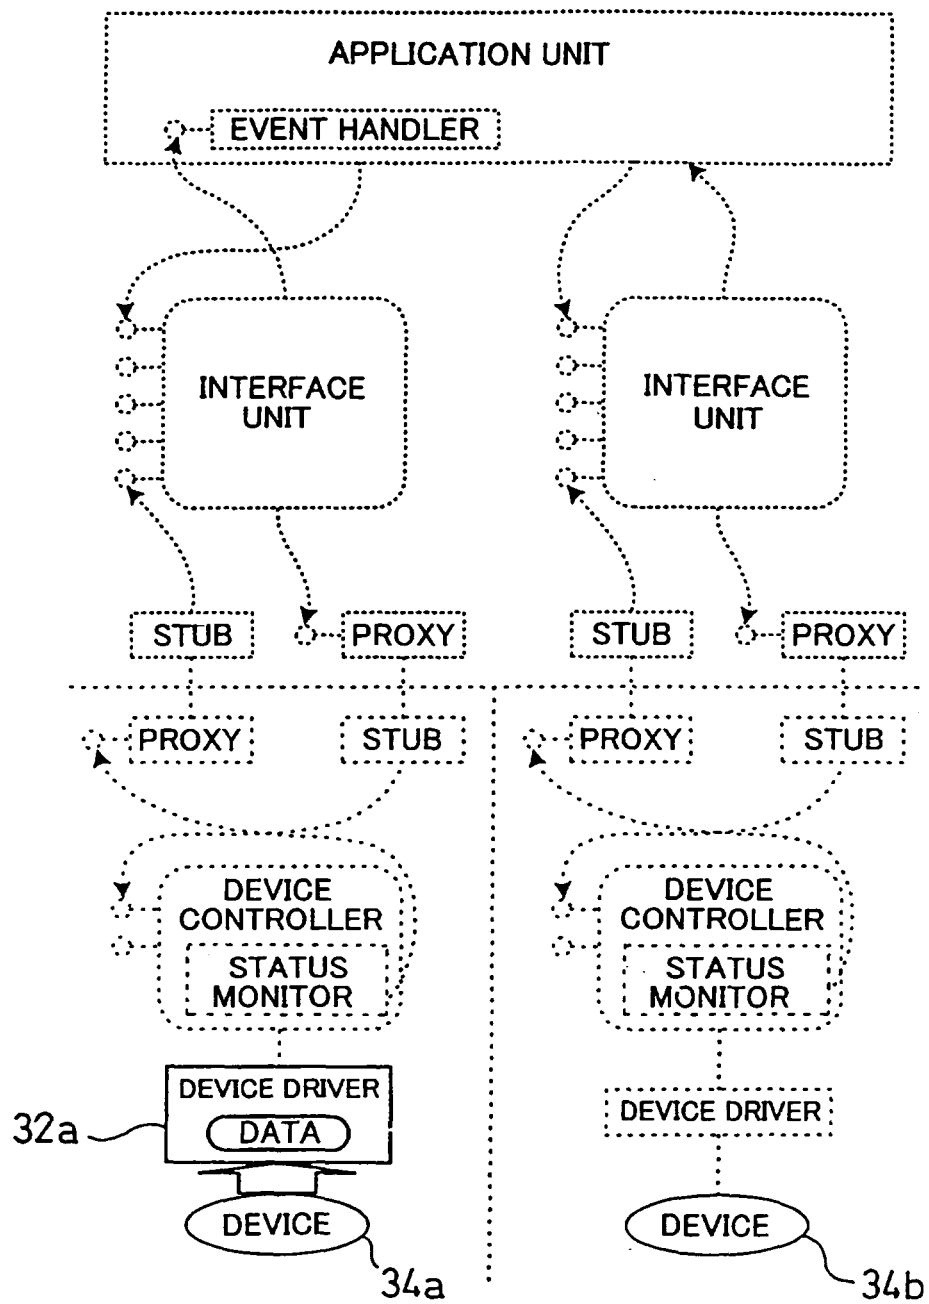 APPLICATION UNIT
EVENT HANDLER
INTERFACE
UNIT
INTERFACE
UNIT
STUB
PROXY
STUB
PROXY
PROXY
STUB
PROXY
STUB
DEVICE
CONTROLLER
STATUS
MONITOR
DEVICE
CONTROLLER
STATUS
MONITOR
DEVICE DRIVER
DATA
32a
DEVICE DRIVER
DEVICE
34a
DEVICE
34b